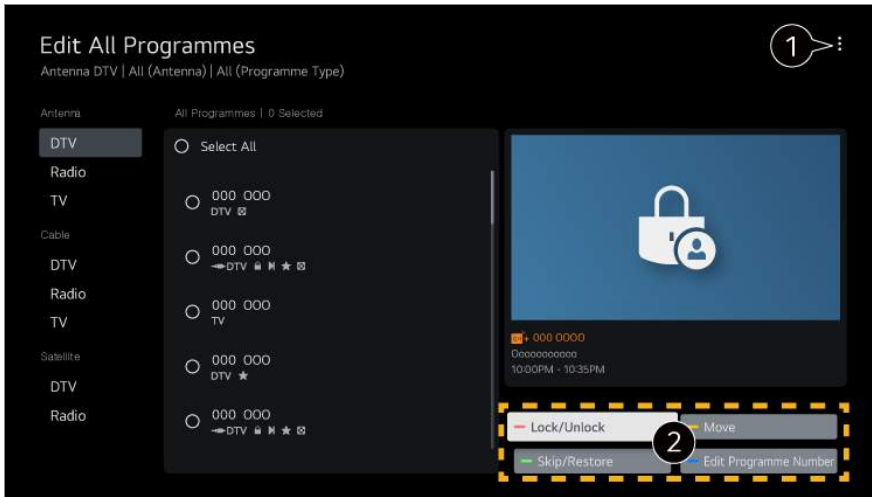 Edit All Programmes
1
Antenna DTV | All (Antenna) | All (Programme Type)
Antenna
DTV
Radio
TV
Cable
DTV
Radio
TV
Satellite
DTV
Radio
All Programmes | 0 Selected
Select All
000 000
DTV
000 000
DTV
000 000
TV
000 000
DTV
000 000
DTV
+ 000 0000
Ooooooooooo
10:00PM - 10:35PM
Lock/Unlock
Move
2
Skip/Restore
Edit Programme Number